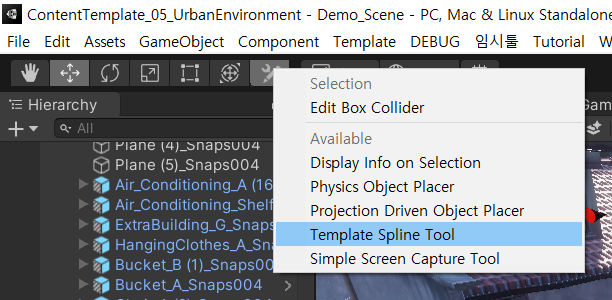 ContentTemplate_05_UrbanEnvironment - Demo_Scene - PC, Mac & Linux Standalone
File Edit Assets GameObject Component Template DEBUG 임시툴 Tutorial W
Hierarchy
Gam
All
Selection
Edit Box Collider
Available
Display Info on Selection
Physics Object Placer
Projection Driven Object Placer
Template Spline Tool
Simple Screen Capture Tool
Plane (4)_Snaps004
Plane (5)_Snaps004
Air_Conditioning_A (16
Air_Conditioning_Shelf
ExtraBuilding_G_Snaps
HangingClothes_A_Sna
Bucket_B (1)_Snaps00
Bucket_A_Snaps004